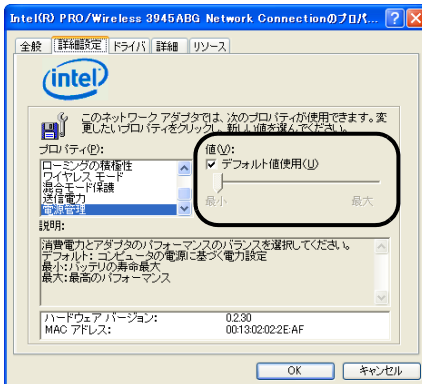 Intel(R) PRO/Wireless 3945ABG Network Connectionのプロパ... ? X
全般 詳細設定 ドライバ 詳細 リソース
intel
このネットワーク アダプタでは、次のプロパティが使用できます。変
更したいプロパティをクリックし、新しい値を選んでください。
プロパティ(P):
ローミングの積極性
ワイヤレス モード
混合モード保護
送信電力
電源管理
値(V):
デフォルト値使用(U)
最小 最大
説明:
消費電力とアダプタのパフォーマンスのバランスを選択してください。
デフォルト: コンピュータの電源に基づく電力設定
最小:バッテリの寿命最大
最大:最高のパフォーマンス
ハードウェア バージョン: 0.2.30
MAC アドレス: 00:13:02:02:2E:AF
OK キャンセル